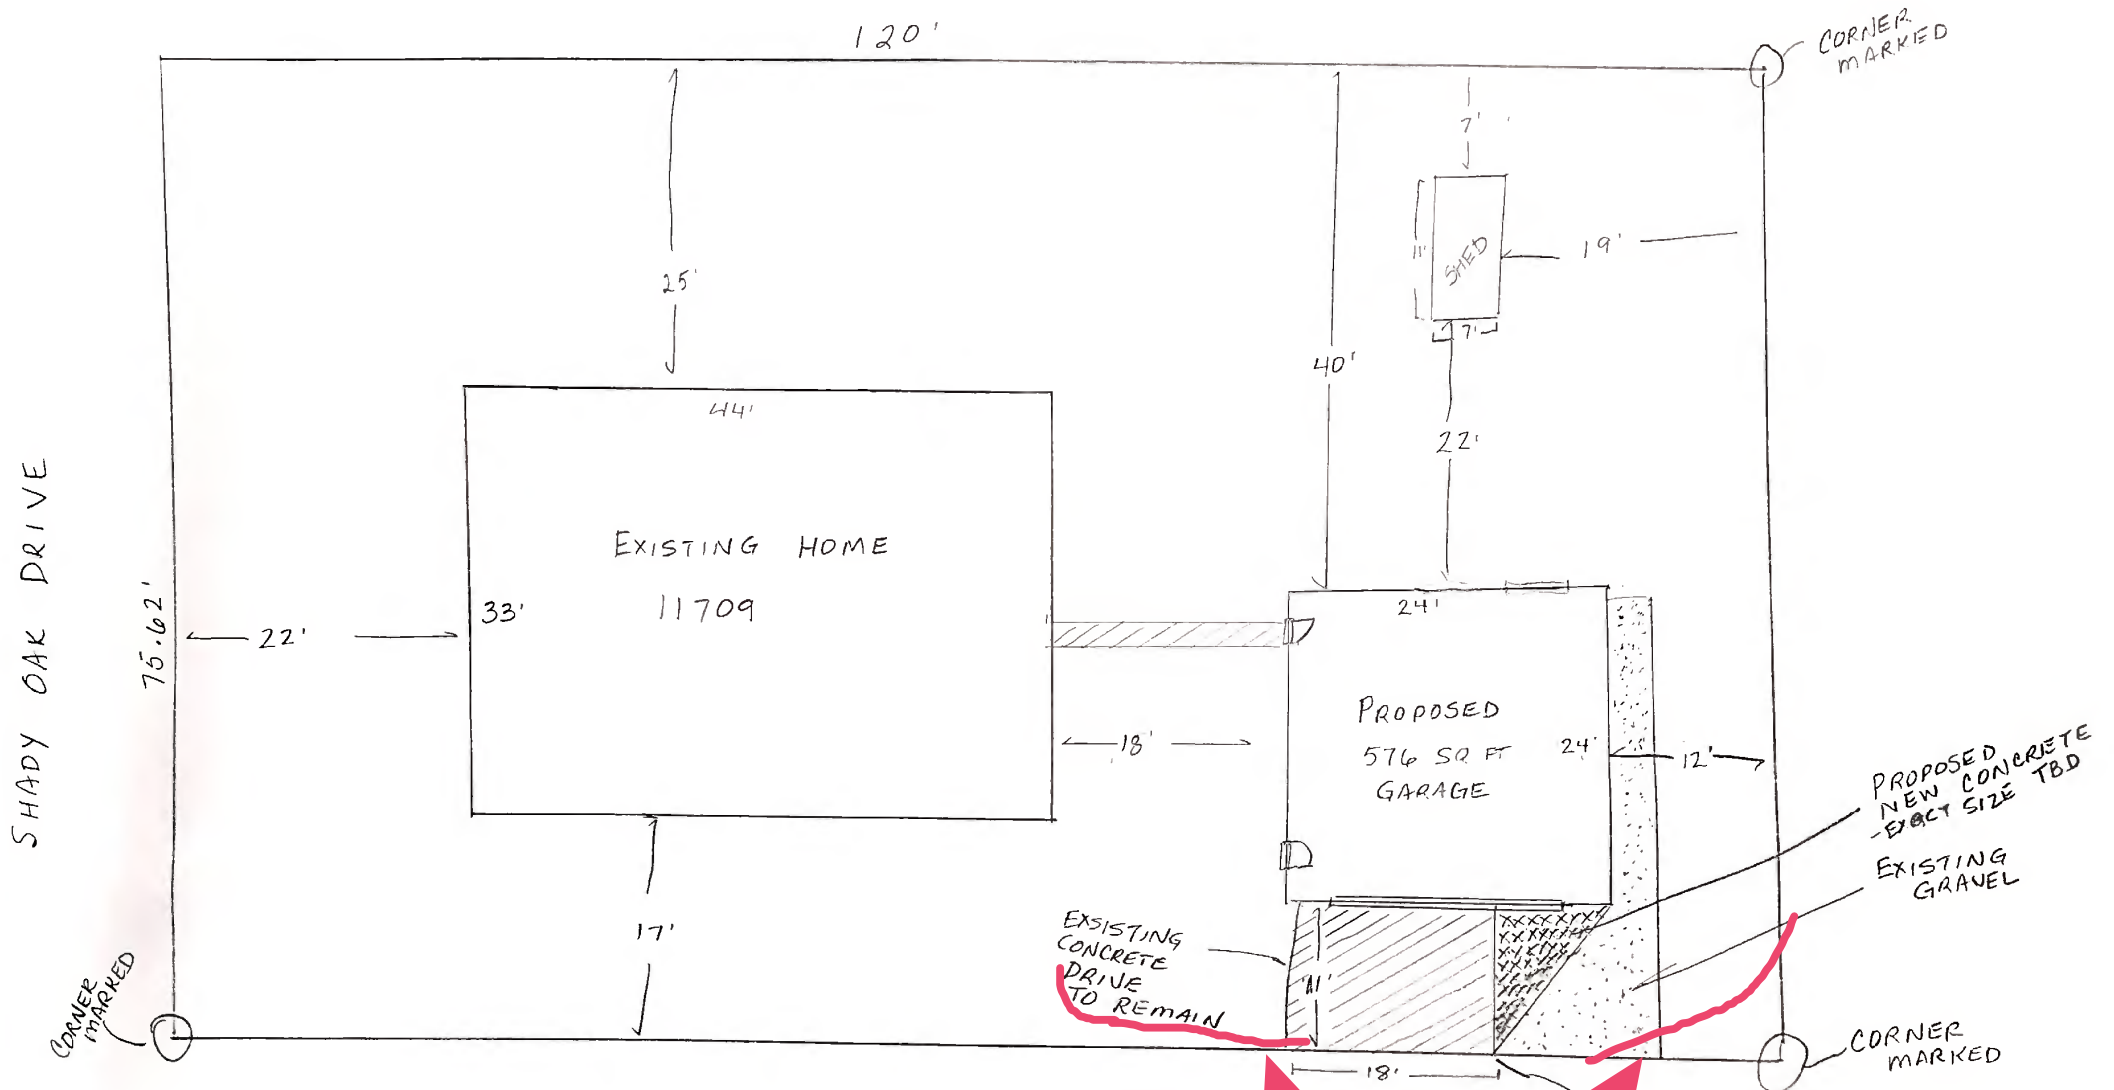 120'
CORNER
MARKED
7'
25'
11'
SHED
19'
7'
40'
44'
22'
SHADY OAK DRIVE
75.62'
22'
33'
EXISTING HOME
11709
24'
PROPOSED
576 SQ FT
GARAGE
24'
12'
18'
PROPOSED
NEW CONCRETE
-EXACT SIZE TBD
EXISTING
GRAVEL
17'
EXSISTING
CONCRETE
DRIVE
TO REMAIN
CORNER
MARKED
18'
CORNER
MARKED